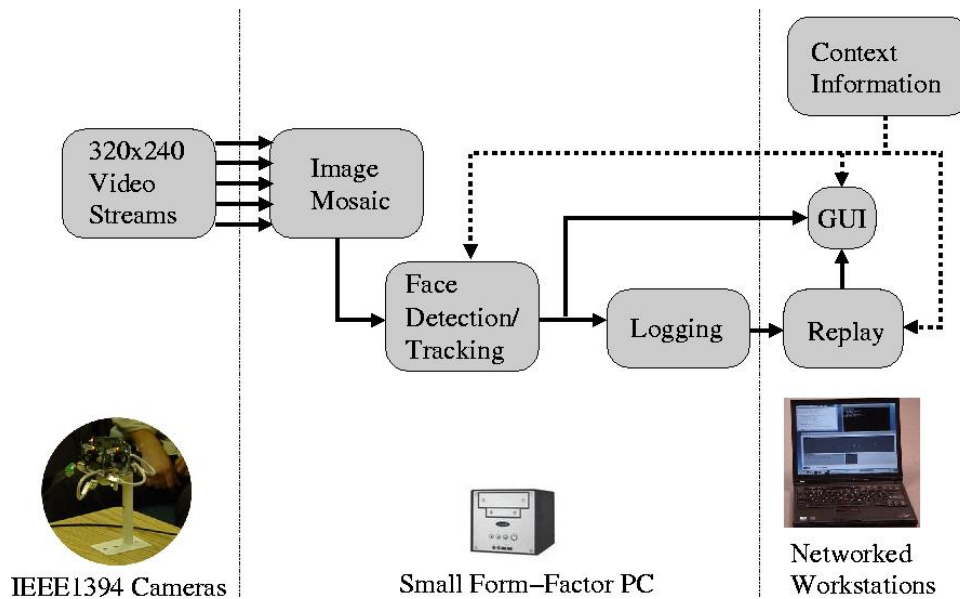 Context
Information
320x240
Video
Streams
Image
Mosaic
GUI
Face
Detection/
Tracking
Logging
Replay
IEEE1394 Cameras
Small Form-Factor PC
Networked
Workstations